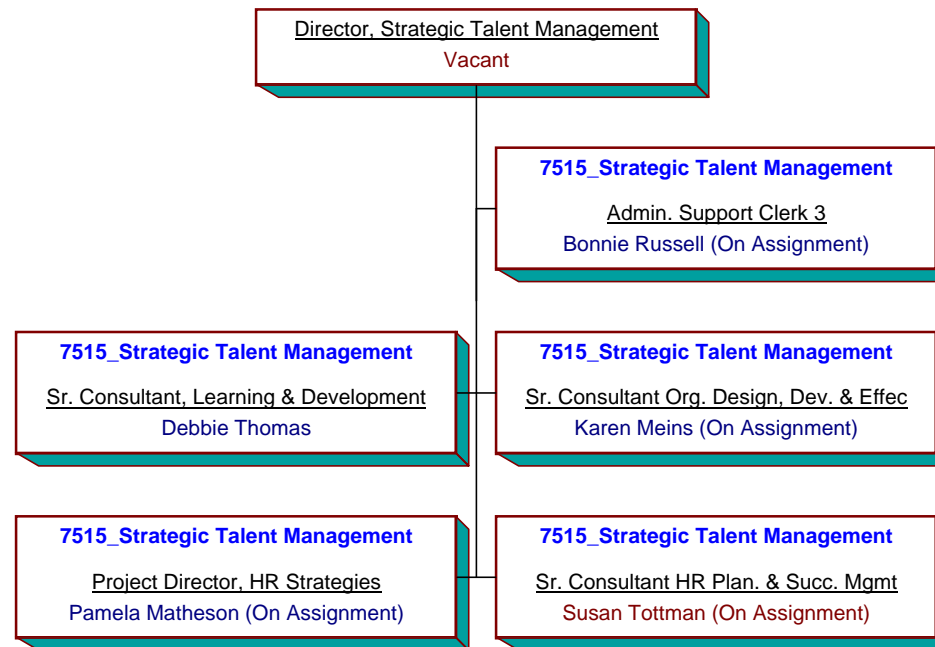 Director, Strategic Talent Management
Vacant
7515_Strategic Talent Management
Admin. Support Clerk 3
Bonnie Russell (On Assignment)
7515_Strategic Talent Management
Sr. Consultant, Learning & Development
Debbie Thomas
7515_Strategic Talent Management
Sr. Consultant Org. Design, Dev. & Effec
Karen Meins (On Assignment)
7515_Strategic Talent Management
Project Director, HR Strategies
Pamela Matheson (On Assignment)
7515_Strategic Talent Management
Sr. Consultant HR Plan. & Succ. Mgmt
Susan Tottman (On Assignment)